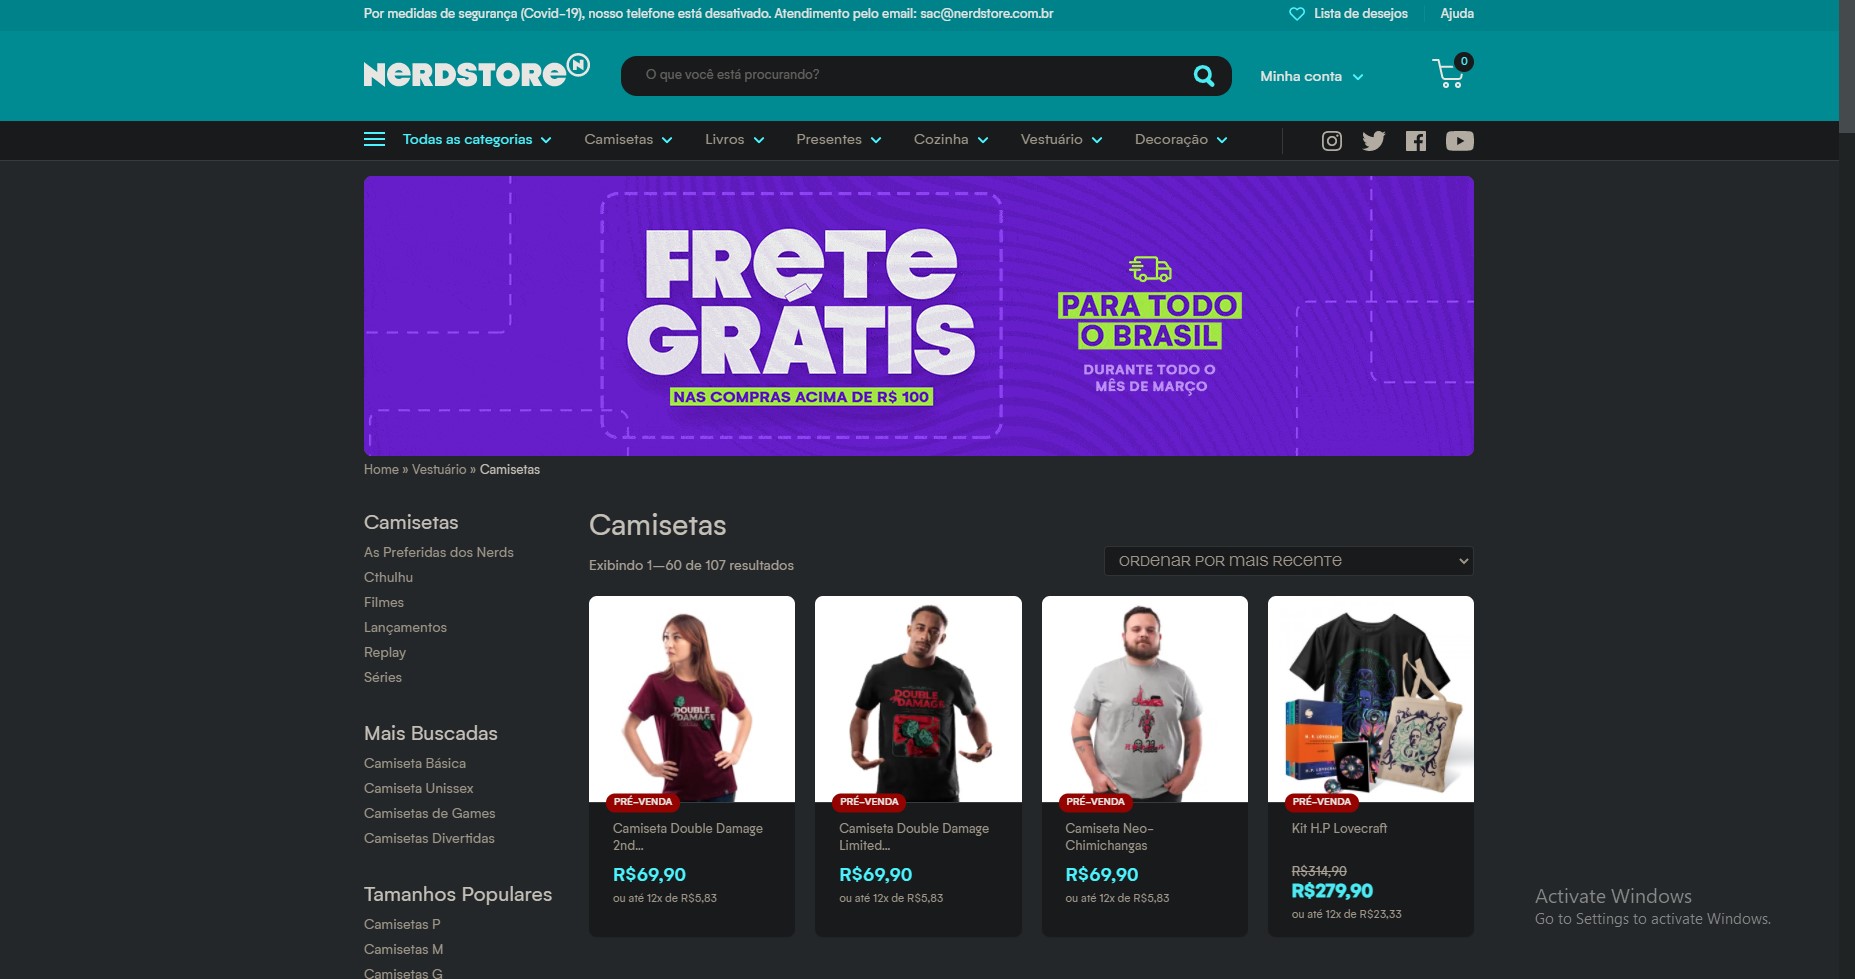 Por medidas de segurança (Covid-19), nosso telefone está desativado. Atendimento pelo email: sac@nerdstore.com.br
Lista de desejos
Ajuda
NERDSTORE N
O que você está procurando?
Minha conta
0
Todas as categorias
Camisetas
Livros
Presentes
Cozinha
Vestuário
Decoração
FRETE
GRÁTIS
NAS COMPRAS ACIMA DE R$ 100
PARA TODO
O BRASIL
DURANTE TODO O
MÊS DE MARÇO
Home » Vestuário » Camisetas
Camisetas
As Preferidas dos Nerds
Cthulhu
Filmes
Lançamentos
Replay
Séries
Mais Buscadas
Camiseta Básica
Camiseta Unissex
Camisetas de Games
Camisetas Divertidas
Tamanhos Populares
Camisetas P
Camisetas M
Camisetas G
Camisetas
Exibindo 1–60 de 107 resultados
Ordenar por mais recente
DOUBLE
DAMAGE
PRÉ-VENDA
Camiseta Double Damage
2nd...
R$69,90
ou até 12x de R$5,83
DOUBLE
DAMAGE
PRÉ-VENDA
Camiseta Double Damage
Limited...
R$69,90
ou até 12x de R$5,83
PRÉ-VENDA
Camiseta Neo-
Chimichangas
R$69,90
ou até 12x de R$5,83
PRÉ-VENDA
Kit H.P Lovecraft
R$314,90
R$279,90
ou até 12x de R$23,33
Activate Windows
Go to Settings to activate Windows.